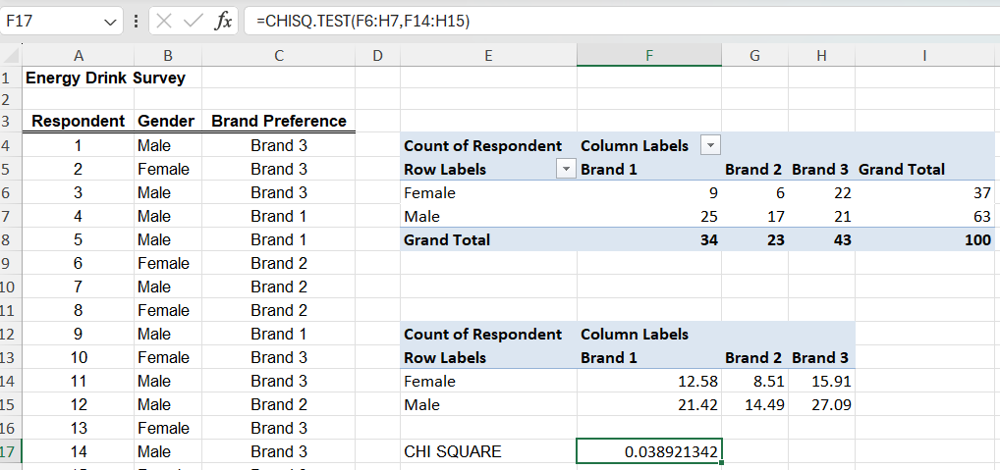 F17 fx =CHISQ.TEST(F6:H7,F14:H15)
A B C D E F G H I
1 Energy Drink Survey
2
3 Respondent Gender Brand Preference
4 1 Male Brand 3 Count of Respondent Column Labels
5 2 Female Brand 3 Row Labels Brand 1 Brand 2 Brand 3 Grand Total
6 3 Male Brand 3 Female 9 6 22 37
7 4 Male Brand 1 Male 25 17 21 63
8 5 Male Brand 1 Grand Total 34 23 43 100
9 6 Female Brand 2
10 7 Male Brand 2
11 8 Female Brand 2
12 9 Male Brand 1 Count of Respondent Column Labels
13 10 Female Brand 3 Row Labels Brand 1 Brand 2 Brand 3
14 11 Male Brand 3 Female 12.58 8.51 15.91
15 12 Male Brand 2 Male 21.42 14.49 27.09
16 13 Female Brand 3
17 14 Male Brand 3 CHI SQUARE 0.038921342